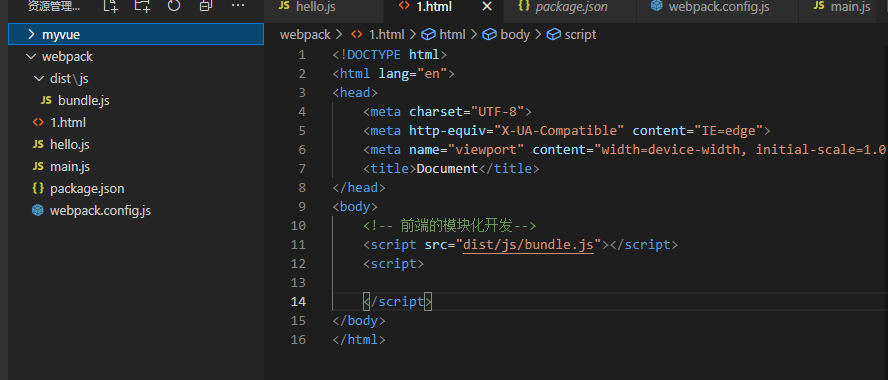 资源管理...
hello.js
1.html
package.json
webpack.config.js
main.js
myvue
webpack
dist\js
bundle.js
1.html
hello.js
main.js
package.json
webpack.config.js
webpack > 1.html > html > body > script
1 <!DOCTYPE html>
2 <html lang="en">
3 <head>
4 <meta charset="UTF-8">
5 <meta http-equiv="X-UA-Compatible" content="IE=edge">
6 <meta name="viewport" content="width=device-width, initial-scale=1.0
7 <title>Document</title>
8 </head>
9 <body>
10 <!-- 前端的模块化开发-->
11 <script src="dist/js/bundle.js"></script>
12 <script>
13
14 </script>
15 </body>
16 </html>